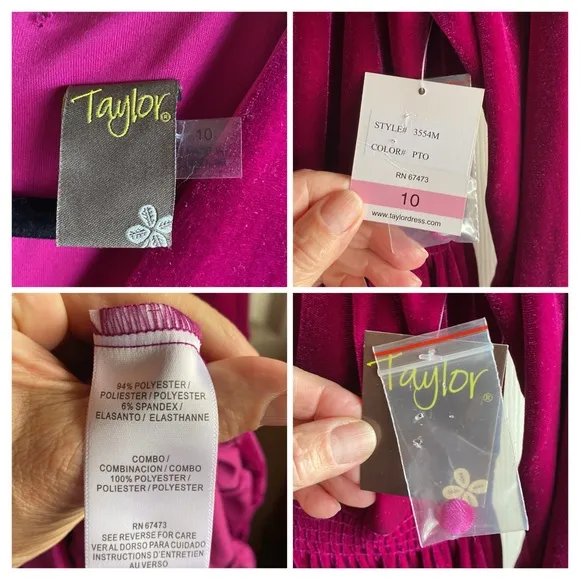 Taylor®
10
STYLE# 3554M
COLOR# PTO
RN 67473
10
www.taylordress.com
94% POLYESTER /
POLIESTER / POLYESTER
6% SPANDEX /
ELASANTO / ELASTHANNE
COMBO /
COMBINACION / COMBO
100% POLYESTER /
POLIESTER / POLYESTER
RN 67473
SEE REVERSE FOR CARE
VER AL DORSO PARA CUIDADO
INSTRUCTIONS D'ENTRETIEN
AU VERSO
Taylor®